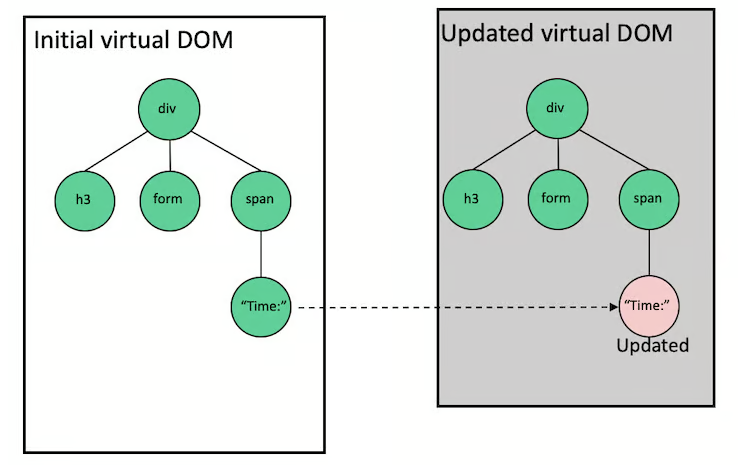 Initial virtual DOM
div
h3
form
span
“Time:”
Updated virtual DOM
div
h3
form
span
“Time:”
Updated